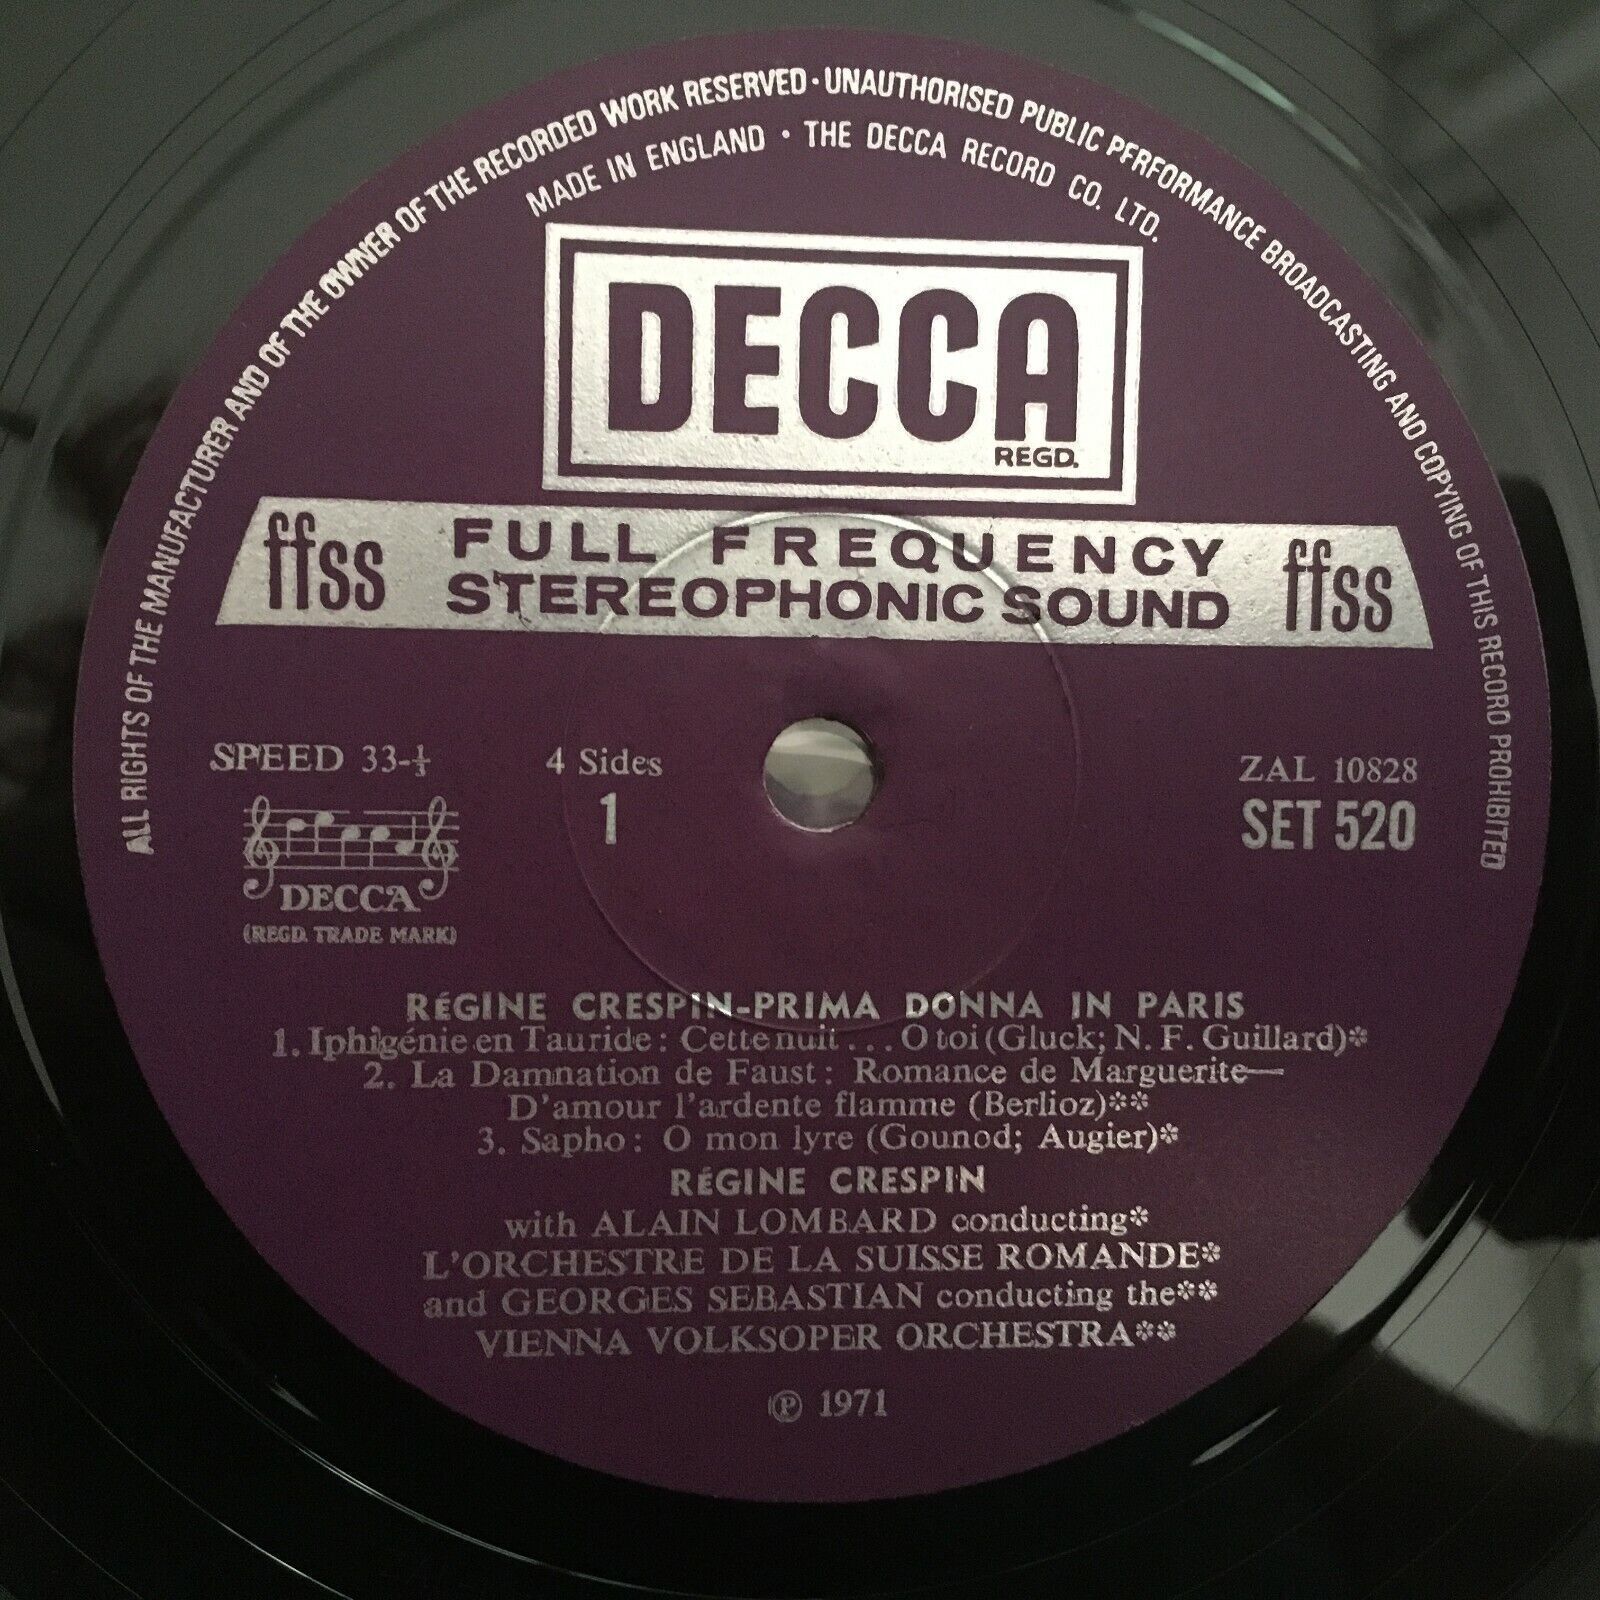 ALL RIGHTS OF THE MANUFACTURER AND OF THE OWNER OF THE RECORDED WORK RESERVED · UNAUTHORISED PUBLIC PERFORMANCE BROADCASTING AND COPYING OF THIS RECORD PROHIBITED
MADE IN ENGLAND · THE DECCA RECORD CO. LTD.
DECCA
REGD.
ffss FULL FREQUENCY STEREOPHONIC SOUND ffss
SPEED 33-⅓
4 Sides
1
ZAL 10828
SET 520
DECCA
(REGD. TRADE MARK)
RÉGINE CRESPIN-PRIMA DONNA IN PARIS
1. Iphigénie en Tauride: Cette nuit ... O toi (Gluck; N. F. Guillard)*
2. La Damnation de Faust: Romance de Marguerite—
D'amour l'ardente flamme (Berlioz)**
3. Sapho: O mon lyre (Gounod; Augier)*
RÉGINE CRESPIN
with ALAIN LOMBARD conducting*
L'ORCHESTRE DE LA SUISSE ROMANDE*
and GEORGES SEBASTIAN conducting the**
VIENNA VOLKSOPER ORCHESTRA**
℗ 1971